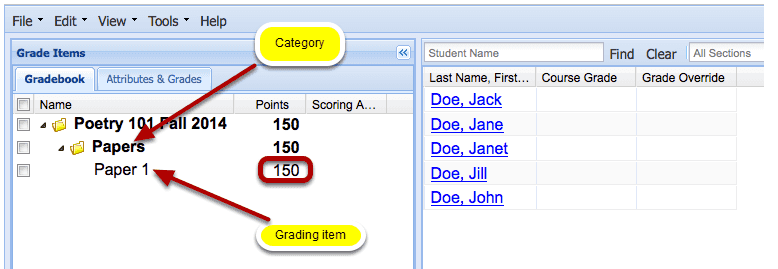 File Edit View Tools Help
Category
Grade Items
Gradebook Attributes & Grades
Name Points Scoring A...
Poetry 101 Fall 2014 150
Papers 150
Paper 1 150
Grading item
Student Name Find Clear All Sections
Last Name, First... Course Grade Grade Override
Doe, Jack
Doe, Jane
Doe, Janet
Doe, Jill
Doe, John